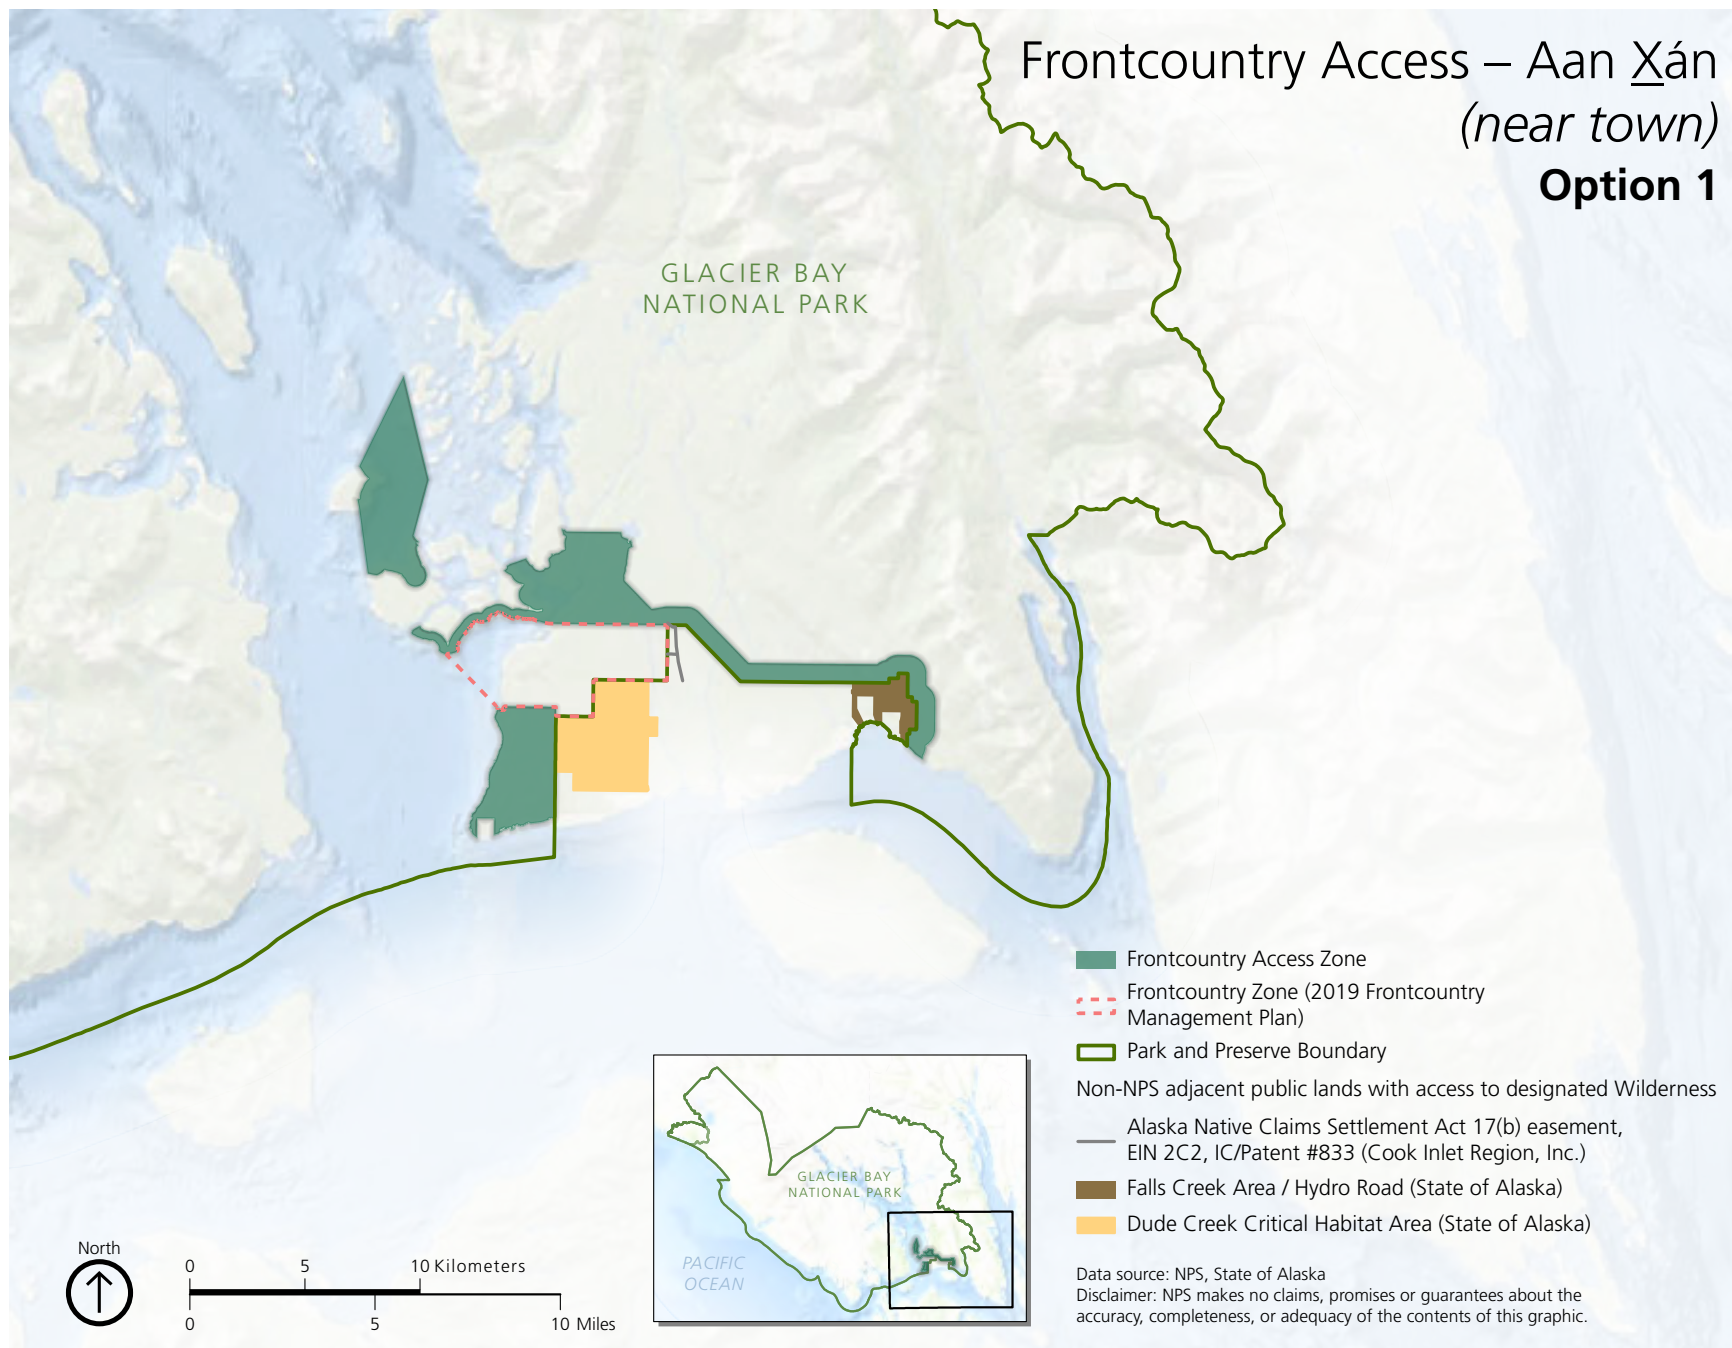 Frontcountry Access – Aan X̲án
(near town)
Option 1
GLACIER BAY
NATIONAL PARK
Frontcountry Access Zone
Frontcountry Zone (2019 Frontcountry
Management Plan)
Park and Preserve Boundary
Non-NPS adjacent public lands with access to designated Wilderness
Alaska Native Claims Settlement Act 17(b) easement,
EIN 2C2, IC/Patent #833 (Cook Inlet Region, Inc.)
Falls Creek Area / Hydro Road (State of Alaska)
Dude Creek Critical Habitat Area (State of Alaska)
Data source: NPS, State of Alaska
Disclaimer: NPS makes no claims, promises or guarantees about the
accuracy, completeness, or adequacy of the contents of this graphic.
GLACIER BAY
NATIONAL PARK
PACIFIC
OCEAN
North
0 5 10 Kilometers
0 5 10 Miles